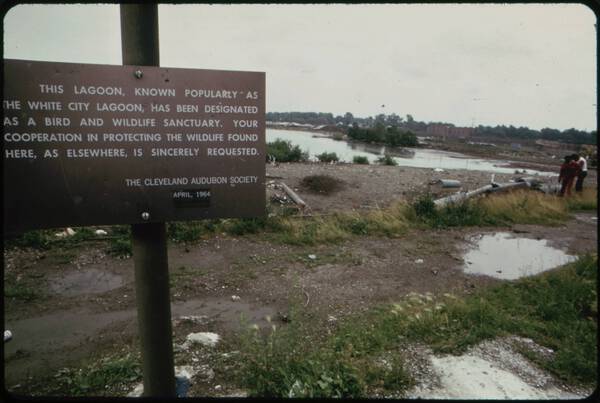 THIS LAGOON, KNOWN POPULARLY AS
THE WHITE CITY LAGOON, HAS BEEN DESIGNATED
AS A BIRD AND WILDLIFE SANCTUARY. YOUR
COOPERATION IN PROTECTING THE WILDLIFE FOUND
HERE, AS ELSEWHERE, IS SINCERELY REQUESTED.
THE CLEVELAND AUDUBON SOCIETY
APRIL, 1964